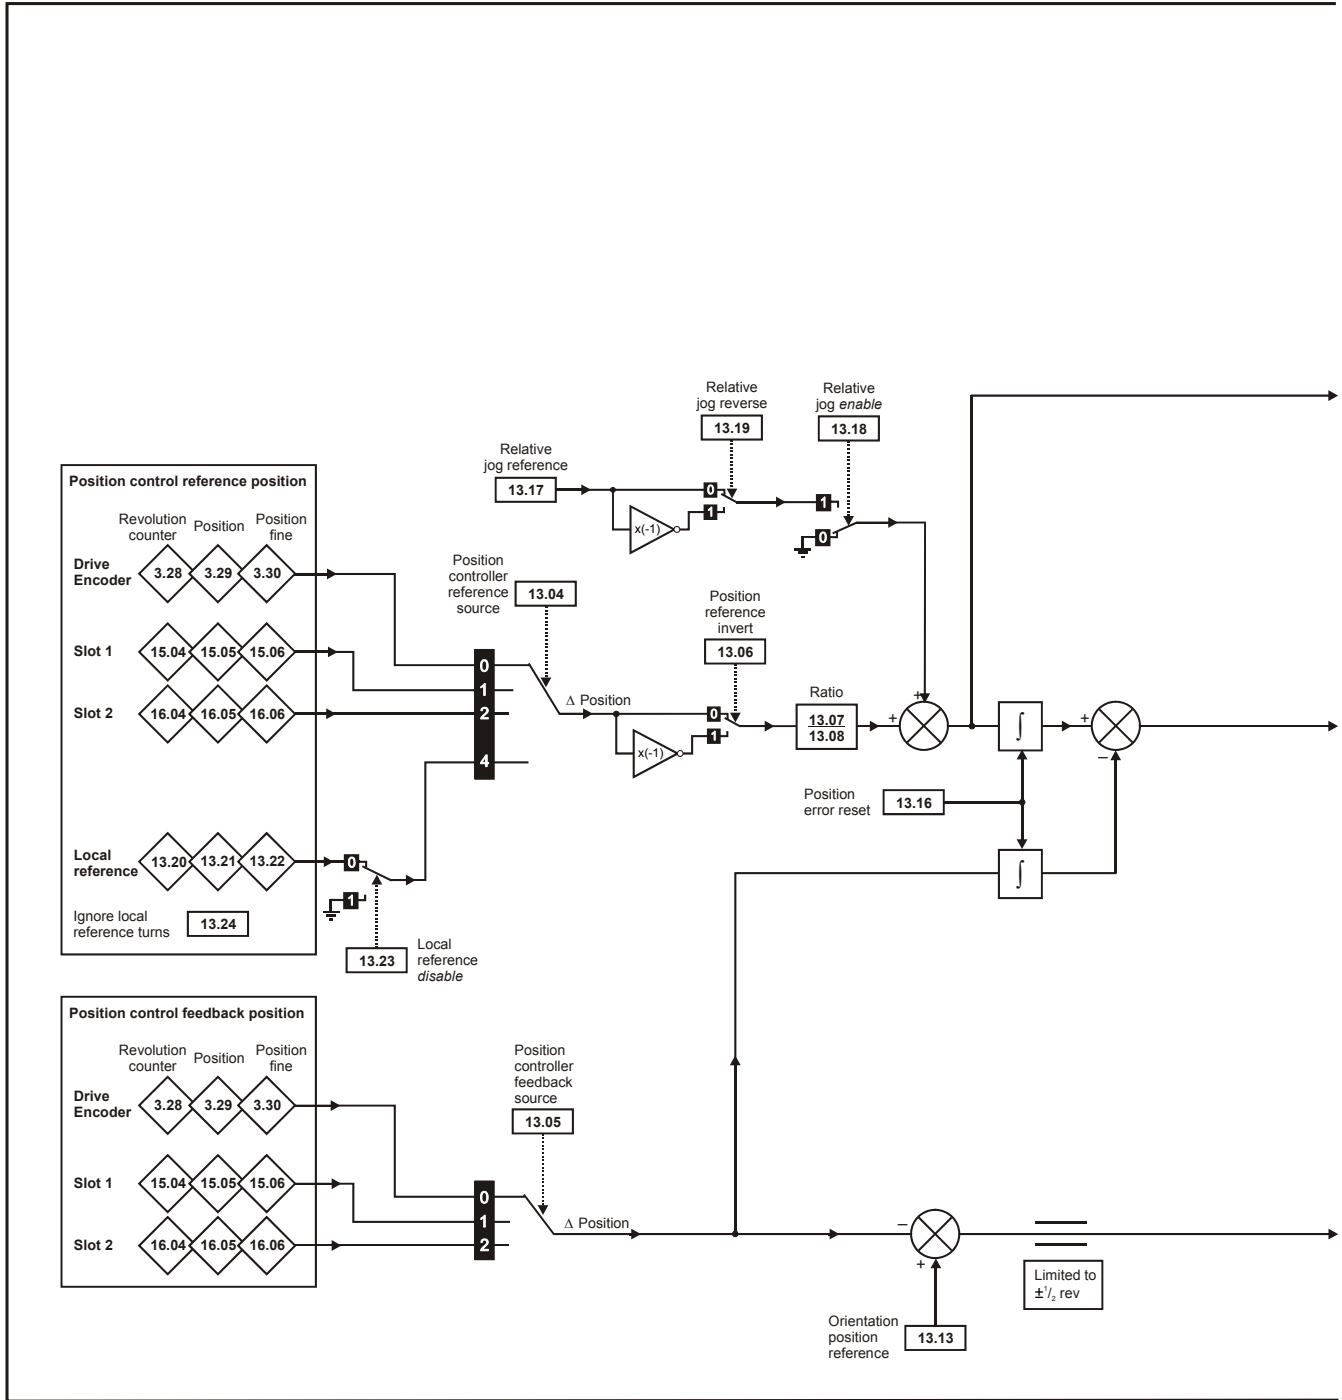 Relative
jog reverse
13.19
Relative
jog enable
13.18
Relative
jog reference
13.17
0
1
x(-1)
1
0
Position control reference position
Revolution
counter
Position
Position
fine
Drive
Encoder
3.28
3.29
3.30
Slot 1
15.04
15.05
15.06
Slot 2
16.04
16.05
16.06
Local
reference
13.20
13.21
13.22
Ignore local
reference turns
13.24
0
1
13.23
Local
reference
disable
Position
controller
reference
source
13.04
0
1
2
4
Δ Position
Position
reference
invert
13.06
0
1
x(-1)
Ratio
13.07
13.08
+
+
∫
+
–
Position
error reset
13.16
∫
Position control feedback position
Revolution
counter
Position
Position
fine
Drive
Encoder
3.28
3.29
3.30
Slot 1
15.04
15.05
15.06
Slot 2
16.04
16.05
16.06
Position
controller
feedback
source
13.05
0
1
2
Δ Position
–
+
Limited to
±1/2 rev
Orientation
position
reference
13.13